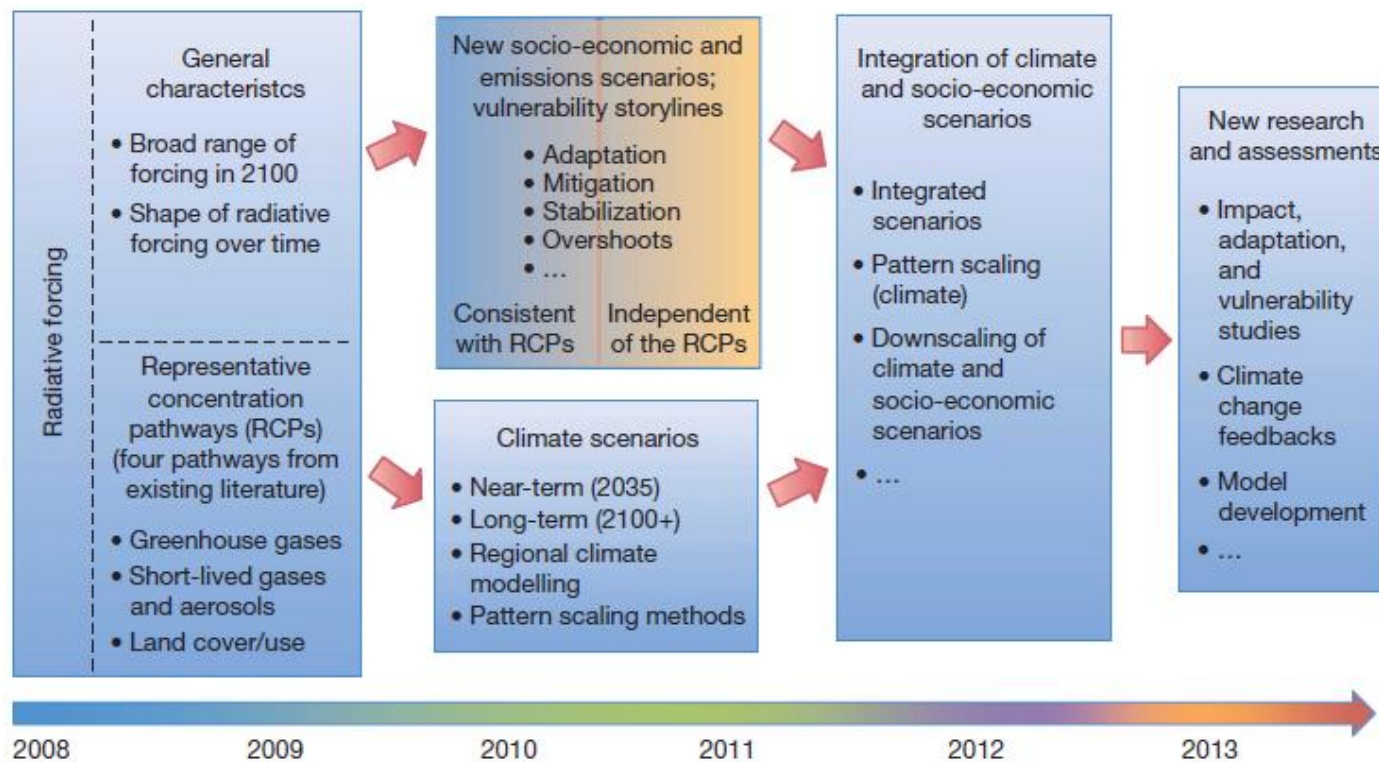 Radiative forcing
General
characteristcs
• Broad range of
forcing in 2100
• Shape of radiative
forcing over time
Representative
concentration
pathways (RCPs)
(four pathways from
existing literature)
• Greenhouse gases
• Short-lived gases
and aerosols
• Land cover/use
New socio-economic and
emissions scenarios;
vulnerability storylines
• Adaptation
• Mitigation
• Stabilization
• Overshoots
• ...
Consistent
with RCPs
Independent
of the RCPs
Climate scenarios
• Near-term (2035)
• Long-term (2100+)
• Regional climate
modelling
• Pattern scaling methods
Integration of climate
and socio-economic
scenarios
• Integrated
scenarios
• Pattern scaling
(climate)
• Downscaling of
climate and
socio-economic
scenarios
• ...
New research
and assessments
• Impact,
adaptation,
and
vulnerability
studies
• Climate
change
feedbacks
• Model
development
• ...
2008 2009 2010 2011 2012 2013